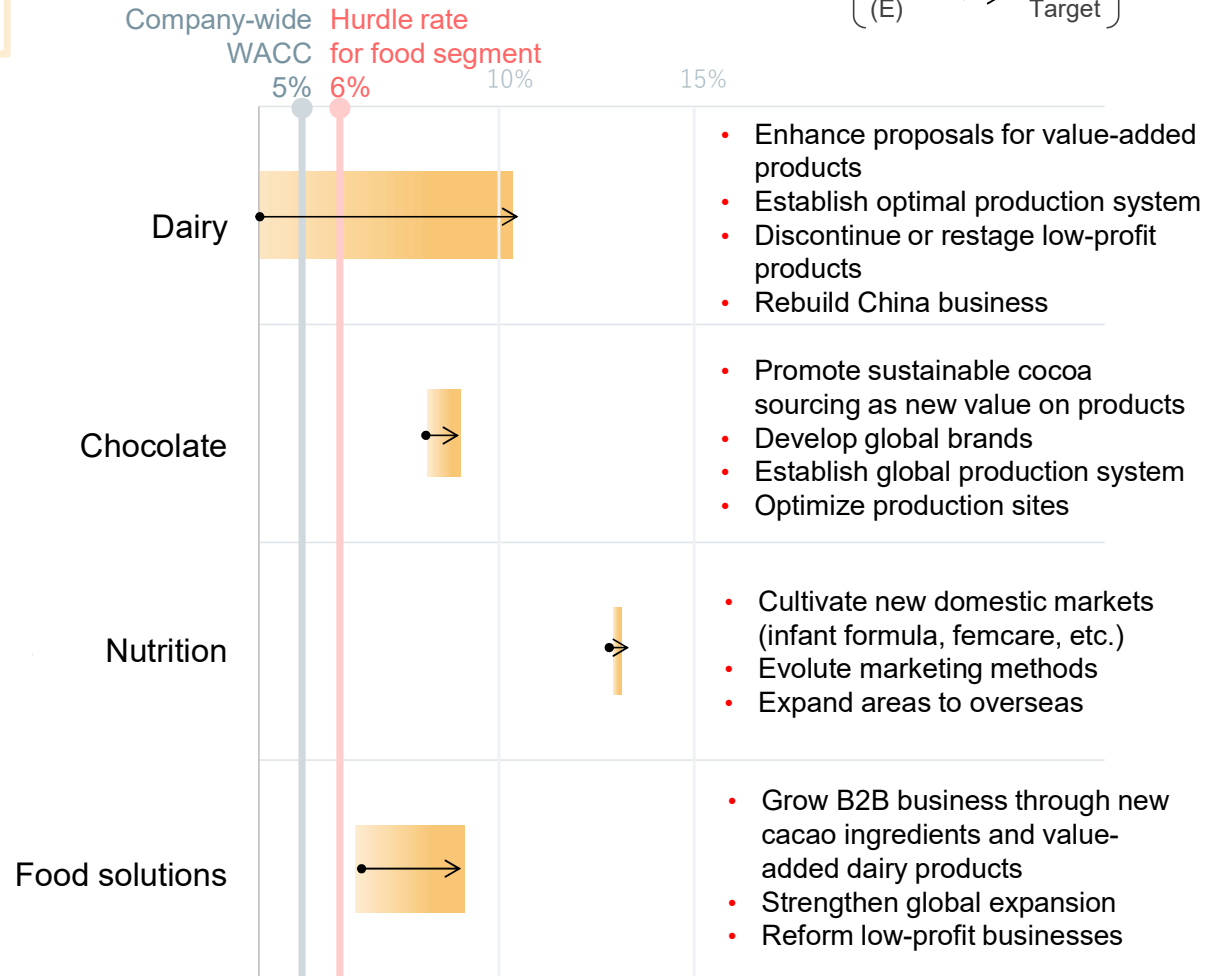 (E)
Target
Company-wide
WACC
5%
Hurdle rate
for food segment
6%
10%
15%
Dairy
• Enhance proposals for value-added
products
• Establish optimal production system
• Discontinue or restage low-profit
products
• Rebuild China business
Chocolate
• Promote sustainable cocoa
sourcing as new value on products
• Develop global brands
• Establish global production system
• Optimize production sites
Nutrition
• Cultivate new domestic markets
(infant formula, femcare, etc.)
• Evolute marketing methods
• Expand areas to overseas
Food solutions
• Grow B2B business through new
cacao ingredients and value-
added dairy products
• Strengthen global expansion
• Reform low-profit businesses